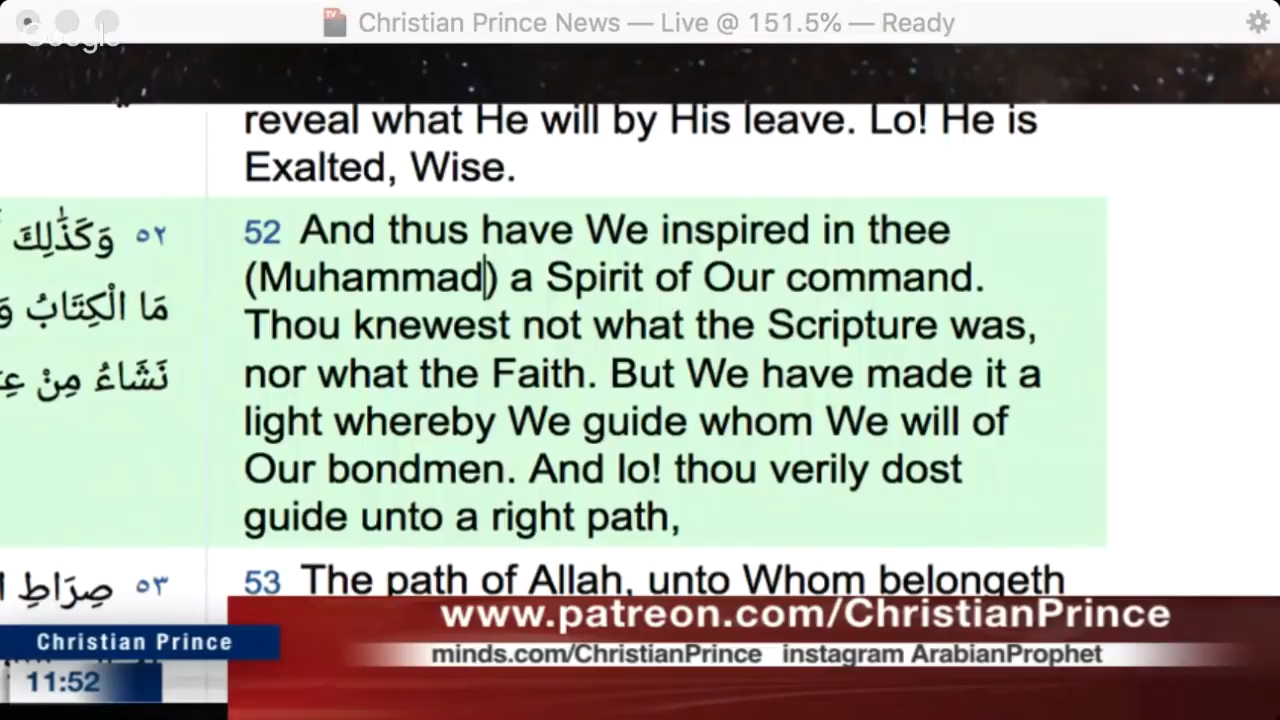 Christian Prince News — Live @ 151.5% — Ready
Google
reveal what He will by His leave. Lo! He is
Exalted, Wise.
٥٢ وَكَذَٰلِكَ
مَا الْكِتَابُ وَ
نَشَاءُ مِنْ
52 And thus have We inspired in thee
(Muhammad) a Spirit of Our command.
Thou knewest not what the Scripture was,
nor what the Faith. But We have made it a
light whereby We guide whom We will of
Our bondmen. And lo! thou verily dost
guide unto a right path,
٥٣ صِرَاطِ
53 The path of Allah, unto Whom belongeth
www.patreon.com/ChristianPrince
Christian Prince
minds.com/ChristianPrince instagram ArabianProphet
11:52